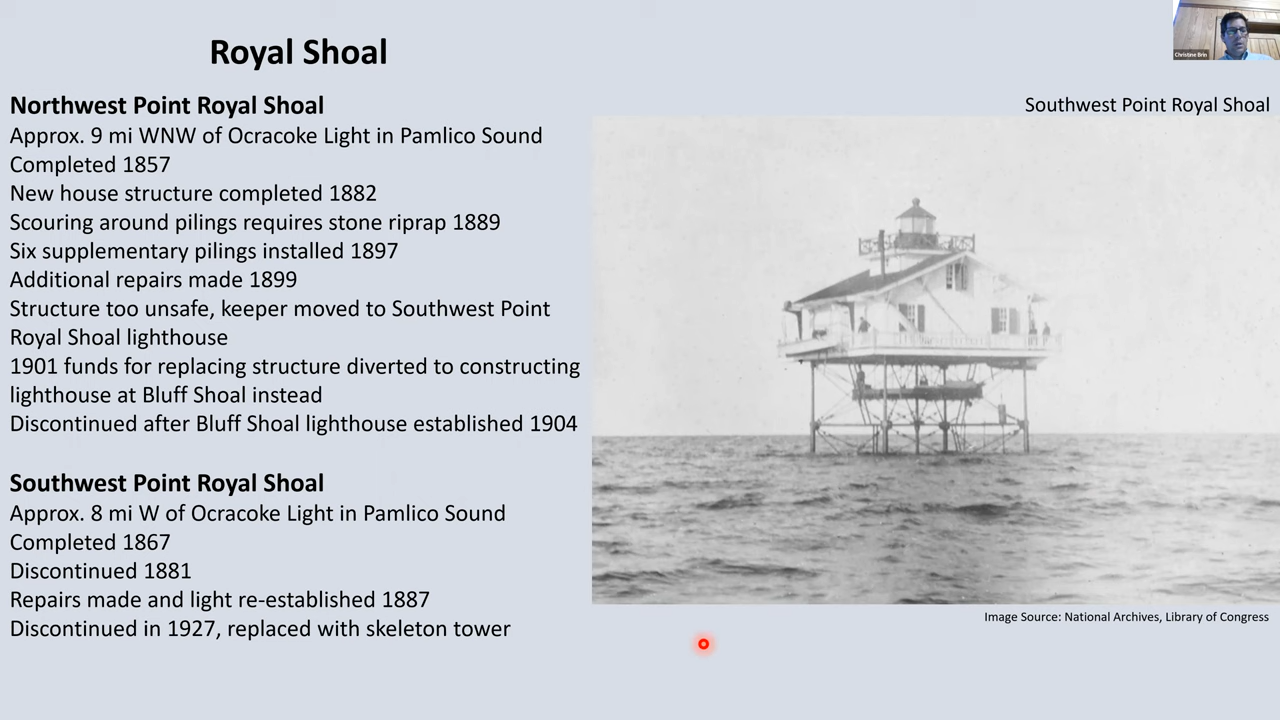 Royal Shoal
Christine Brin
Northwest Point Royal Shoal
Approx. 9 mi WNW of Ocracoke Light in Pamlico Sound
Completed 1857
New house structure completed 1882
Scouring around pilings requires stone riprap 1889
Six supplementary pilings installed 1897
Additional repairs made 1899
Structure too unsafe, keeper moved to Southwest Point
Royal Shoal lighthouse
1901 funds for replacing structure diverted to constructing
lighthouse at Bluff Shoal instead
Discontinued after Bluff Shoal lighthouse established 1904
Southwest Point Royal Shoal
Approx. 8 mi W of Ocracoke Light in Pamlico Sound
Completed 1867
Discontinued 1881
Repairs made and light re-established 1887
Discontinued in 1927, replaced with skeleton tower
Southwest Point Royal Shoal
Image Source: National Archives, Library of Congress